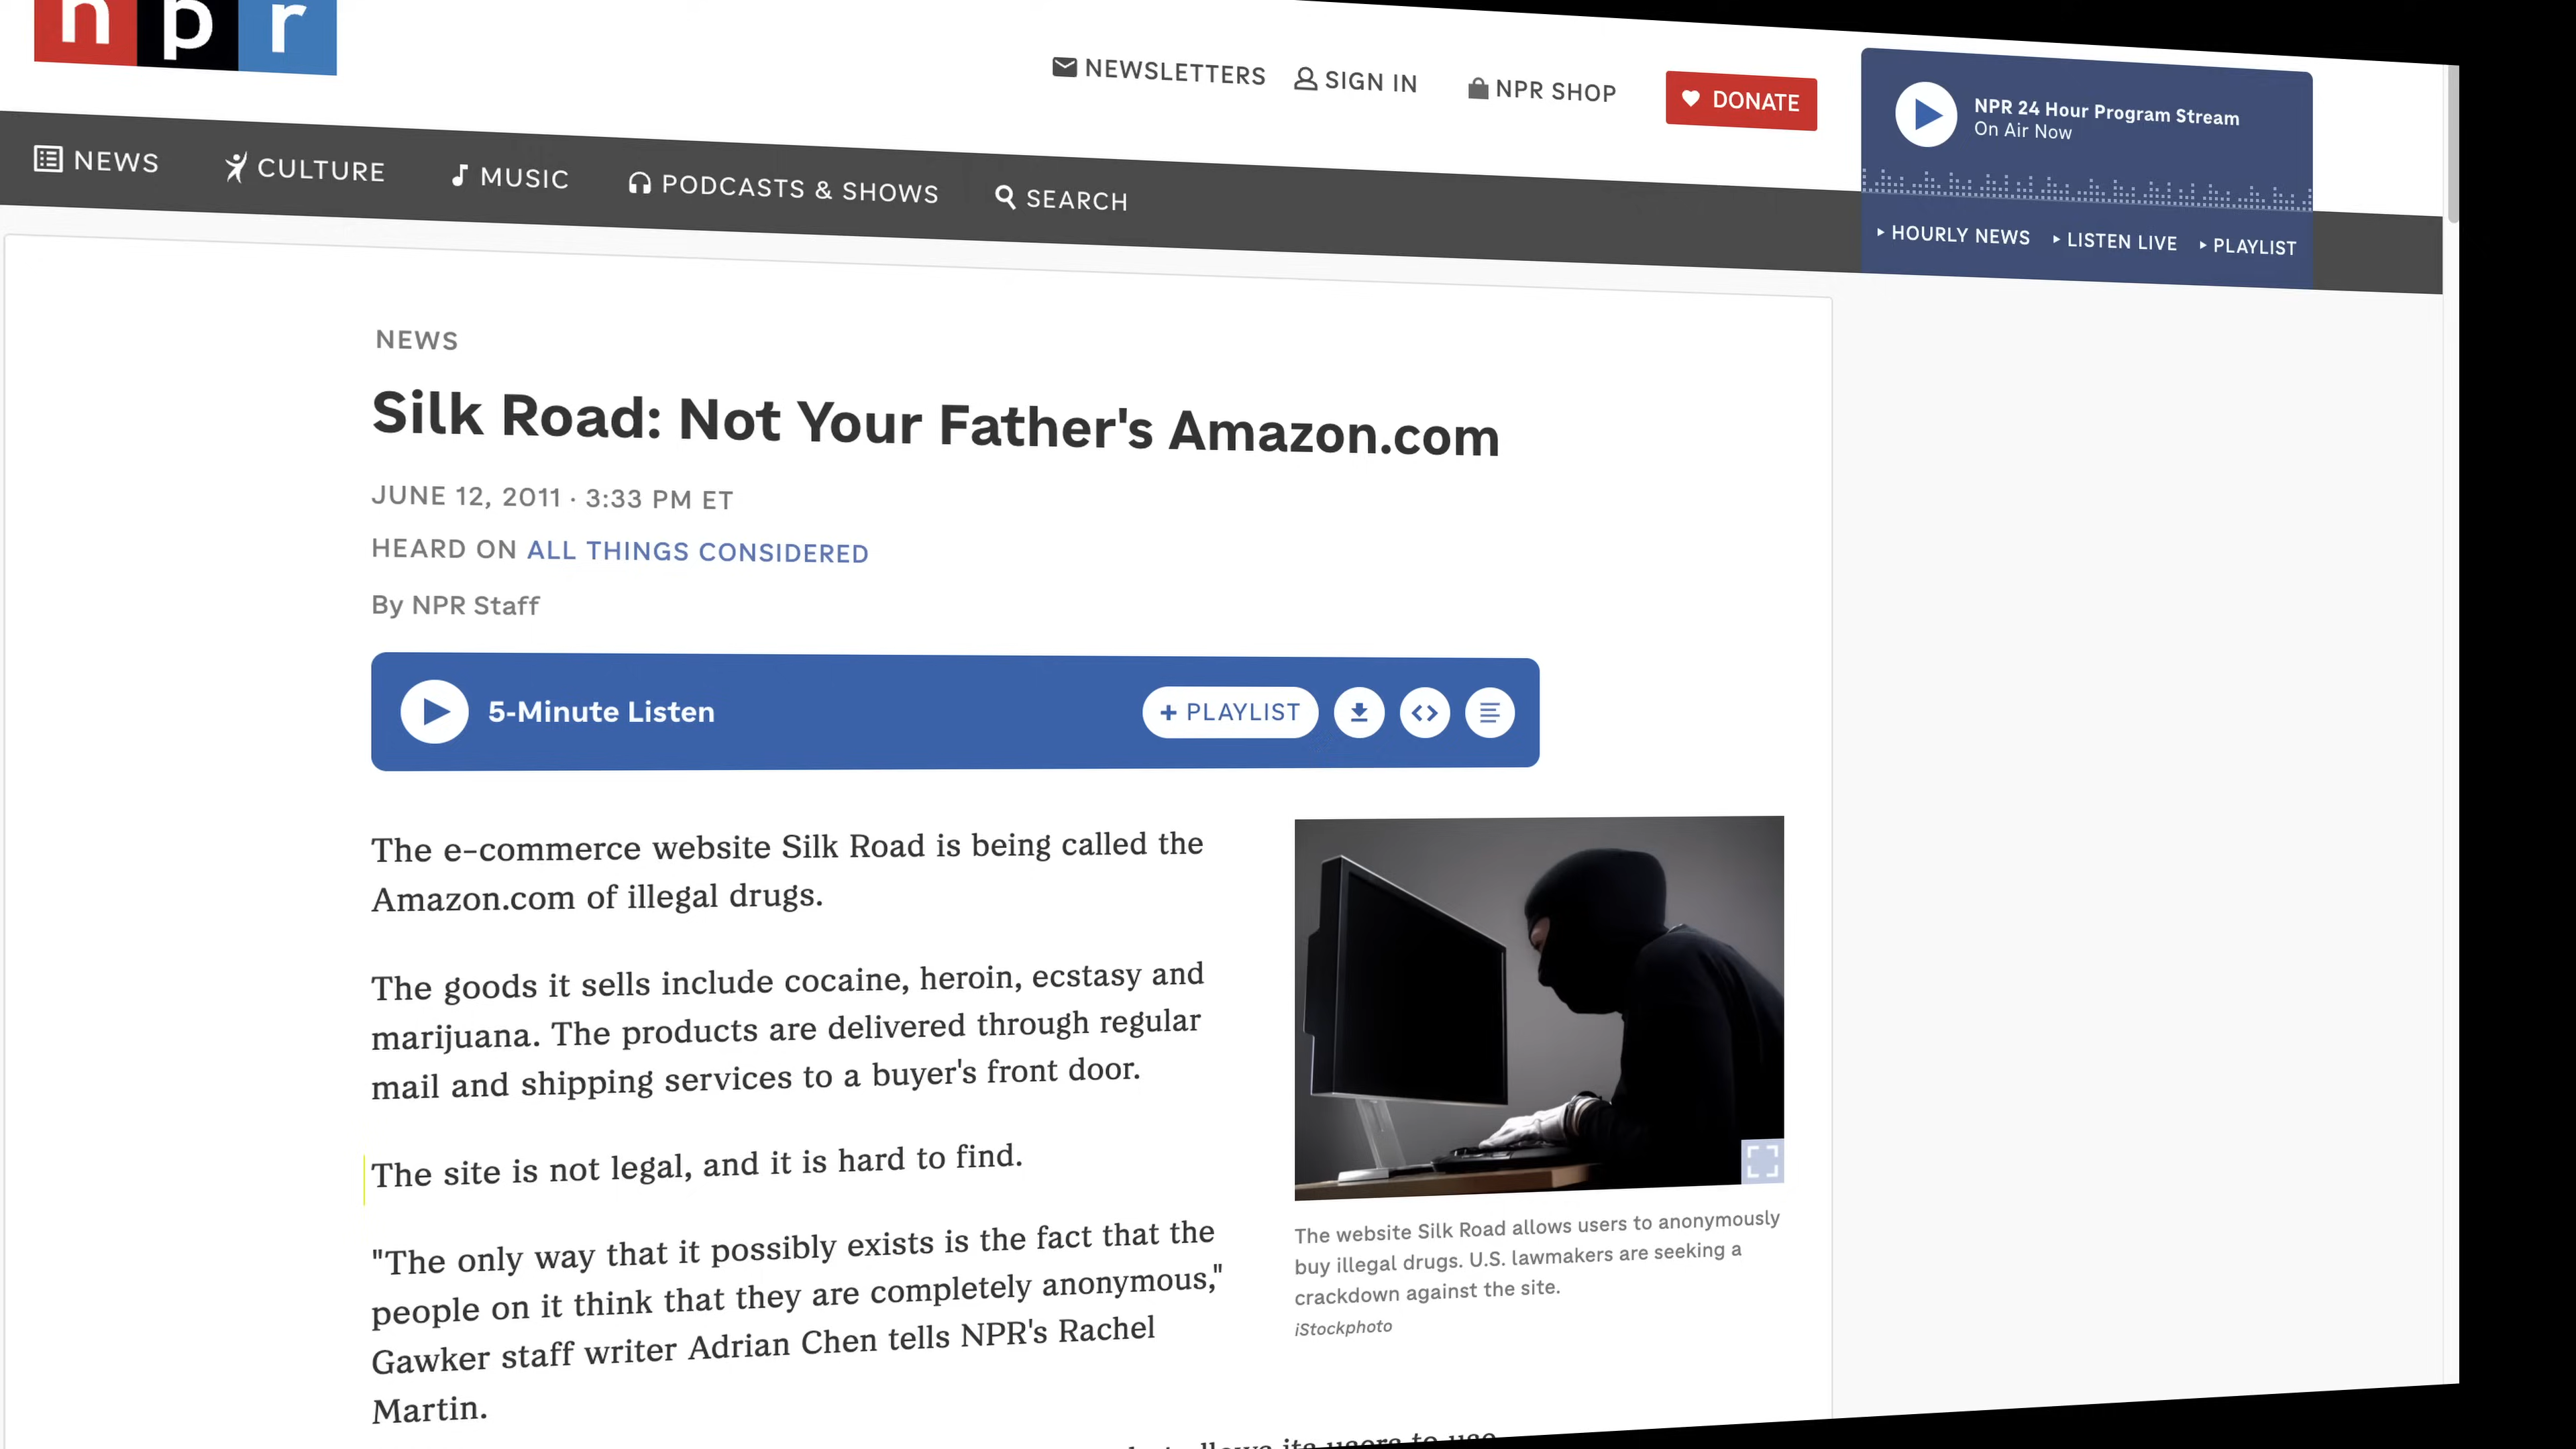 npr
NEWSLETTERS SIGN IN NPR SHOP DONATE
NPR 24 Hour Program Stream
On Air Now
NEWS CULTURE MUSIC PODCASTS & SHOWS SEARCH
HOURLY NEWS LISTEN LIVE PLAYLIST
NEWS
Silk Road: Not Your Father's Amazon.com
JUNE 12, 2011 · 3:33 PM ET
HEARD ON ALL THINGS CONSIDERED
By NPR Staff
5-Minute Listen + PLAYLIST
The e-commerce website Silk Road is being called the
Amazon.com of illegal drugs.
The goods it sells include cocaine, heroin, ecstasy and
marijuana. The products are delivered through regular
mail and shipping services to a buyer's front door.
The site is not legal, and it is hard to find.
"The only way that it possibly exists is the fact that the
people on it think that they are completely anonymous,"
Gawker staff writer Adrian Chen tells NPR's Rachel
Martin.
The website Silk Road allows users to anonymously
buy illegal drugs. U.S. lawmakers are seeking a
crackdown against the site.
iStockphoto
allows its users to use